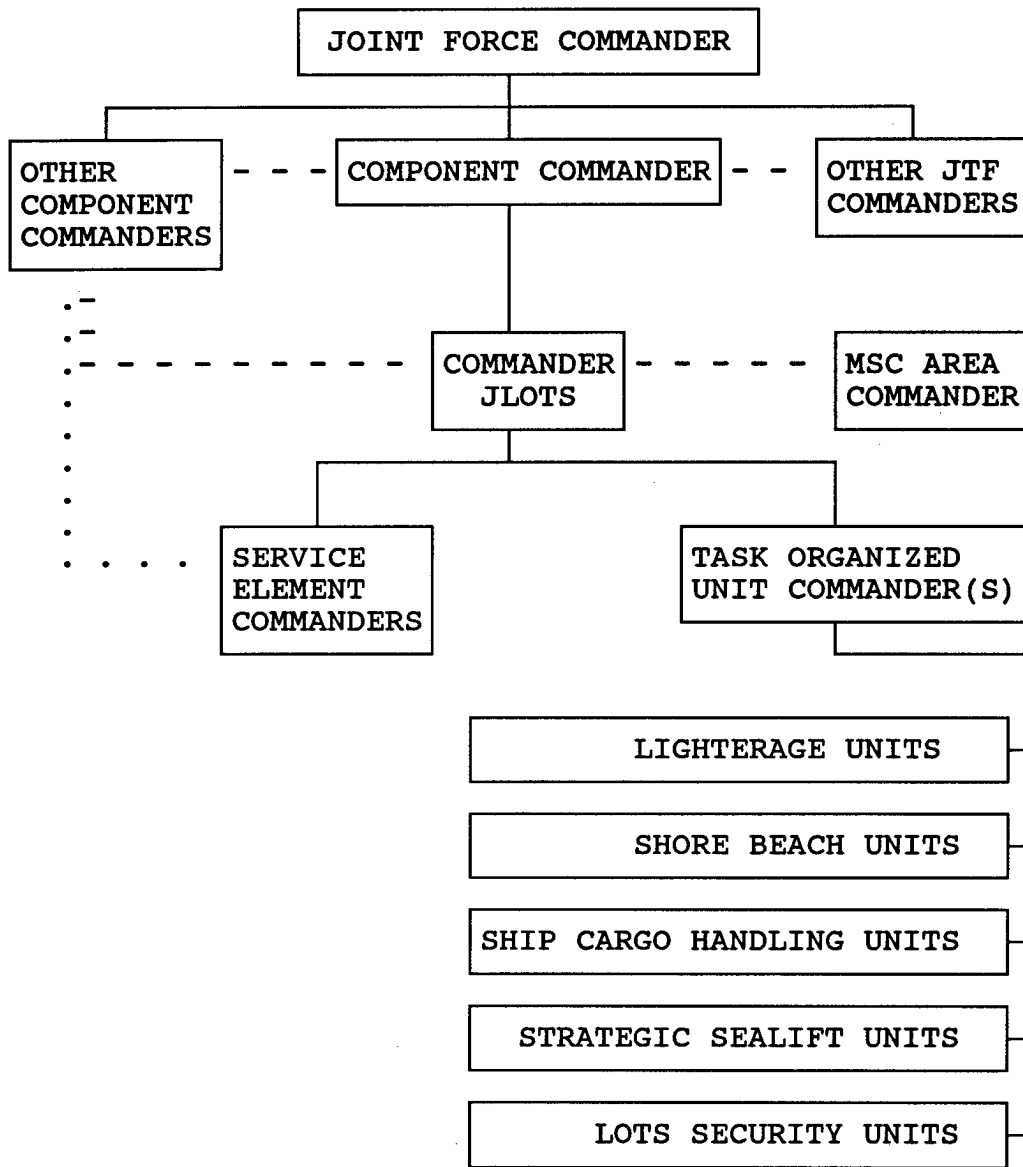 JOINT FORCE COMMANDER
OTHER
COMPONENT
COMMANDERS
COMPONENT COMMANDER
OTHER JTF
COMMANDERS
COMMANDER
JLOTS
MSC AREA
COMMANDER
SERVICE
ELEMENT
COMMANDERS
TASK ORGANIZED
UNIT COMMANDER(S)
LIGHTERAGE UNITS
SHORE BEACH UNITS
SHIP CARGO HANDLING UNITS
STRATEGIC SEALIFT UNITS
LOTS SECURITY UNITS